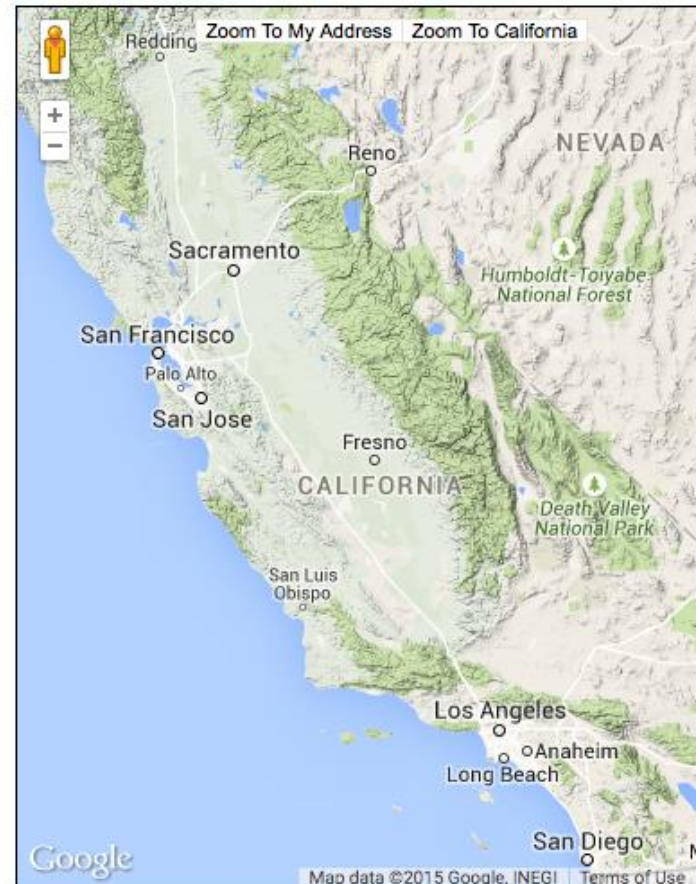 Redding
Zoom To My Address
Zoom To California
+
−
NEVADA
Reno
Sacramento
Humboldt-Toiyabe
National Forest
San Francisco
Palo Alto
San Jose
Fresno
CALIFORNIA
Death Valley
National Park
San Luis
Obispo
Los Angeles
Anaheim
Long Beach
San Diego
Google
Map data ©2015 Google, INEGI
Terms of Use